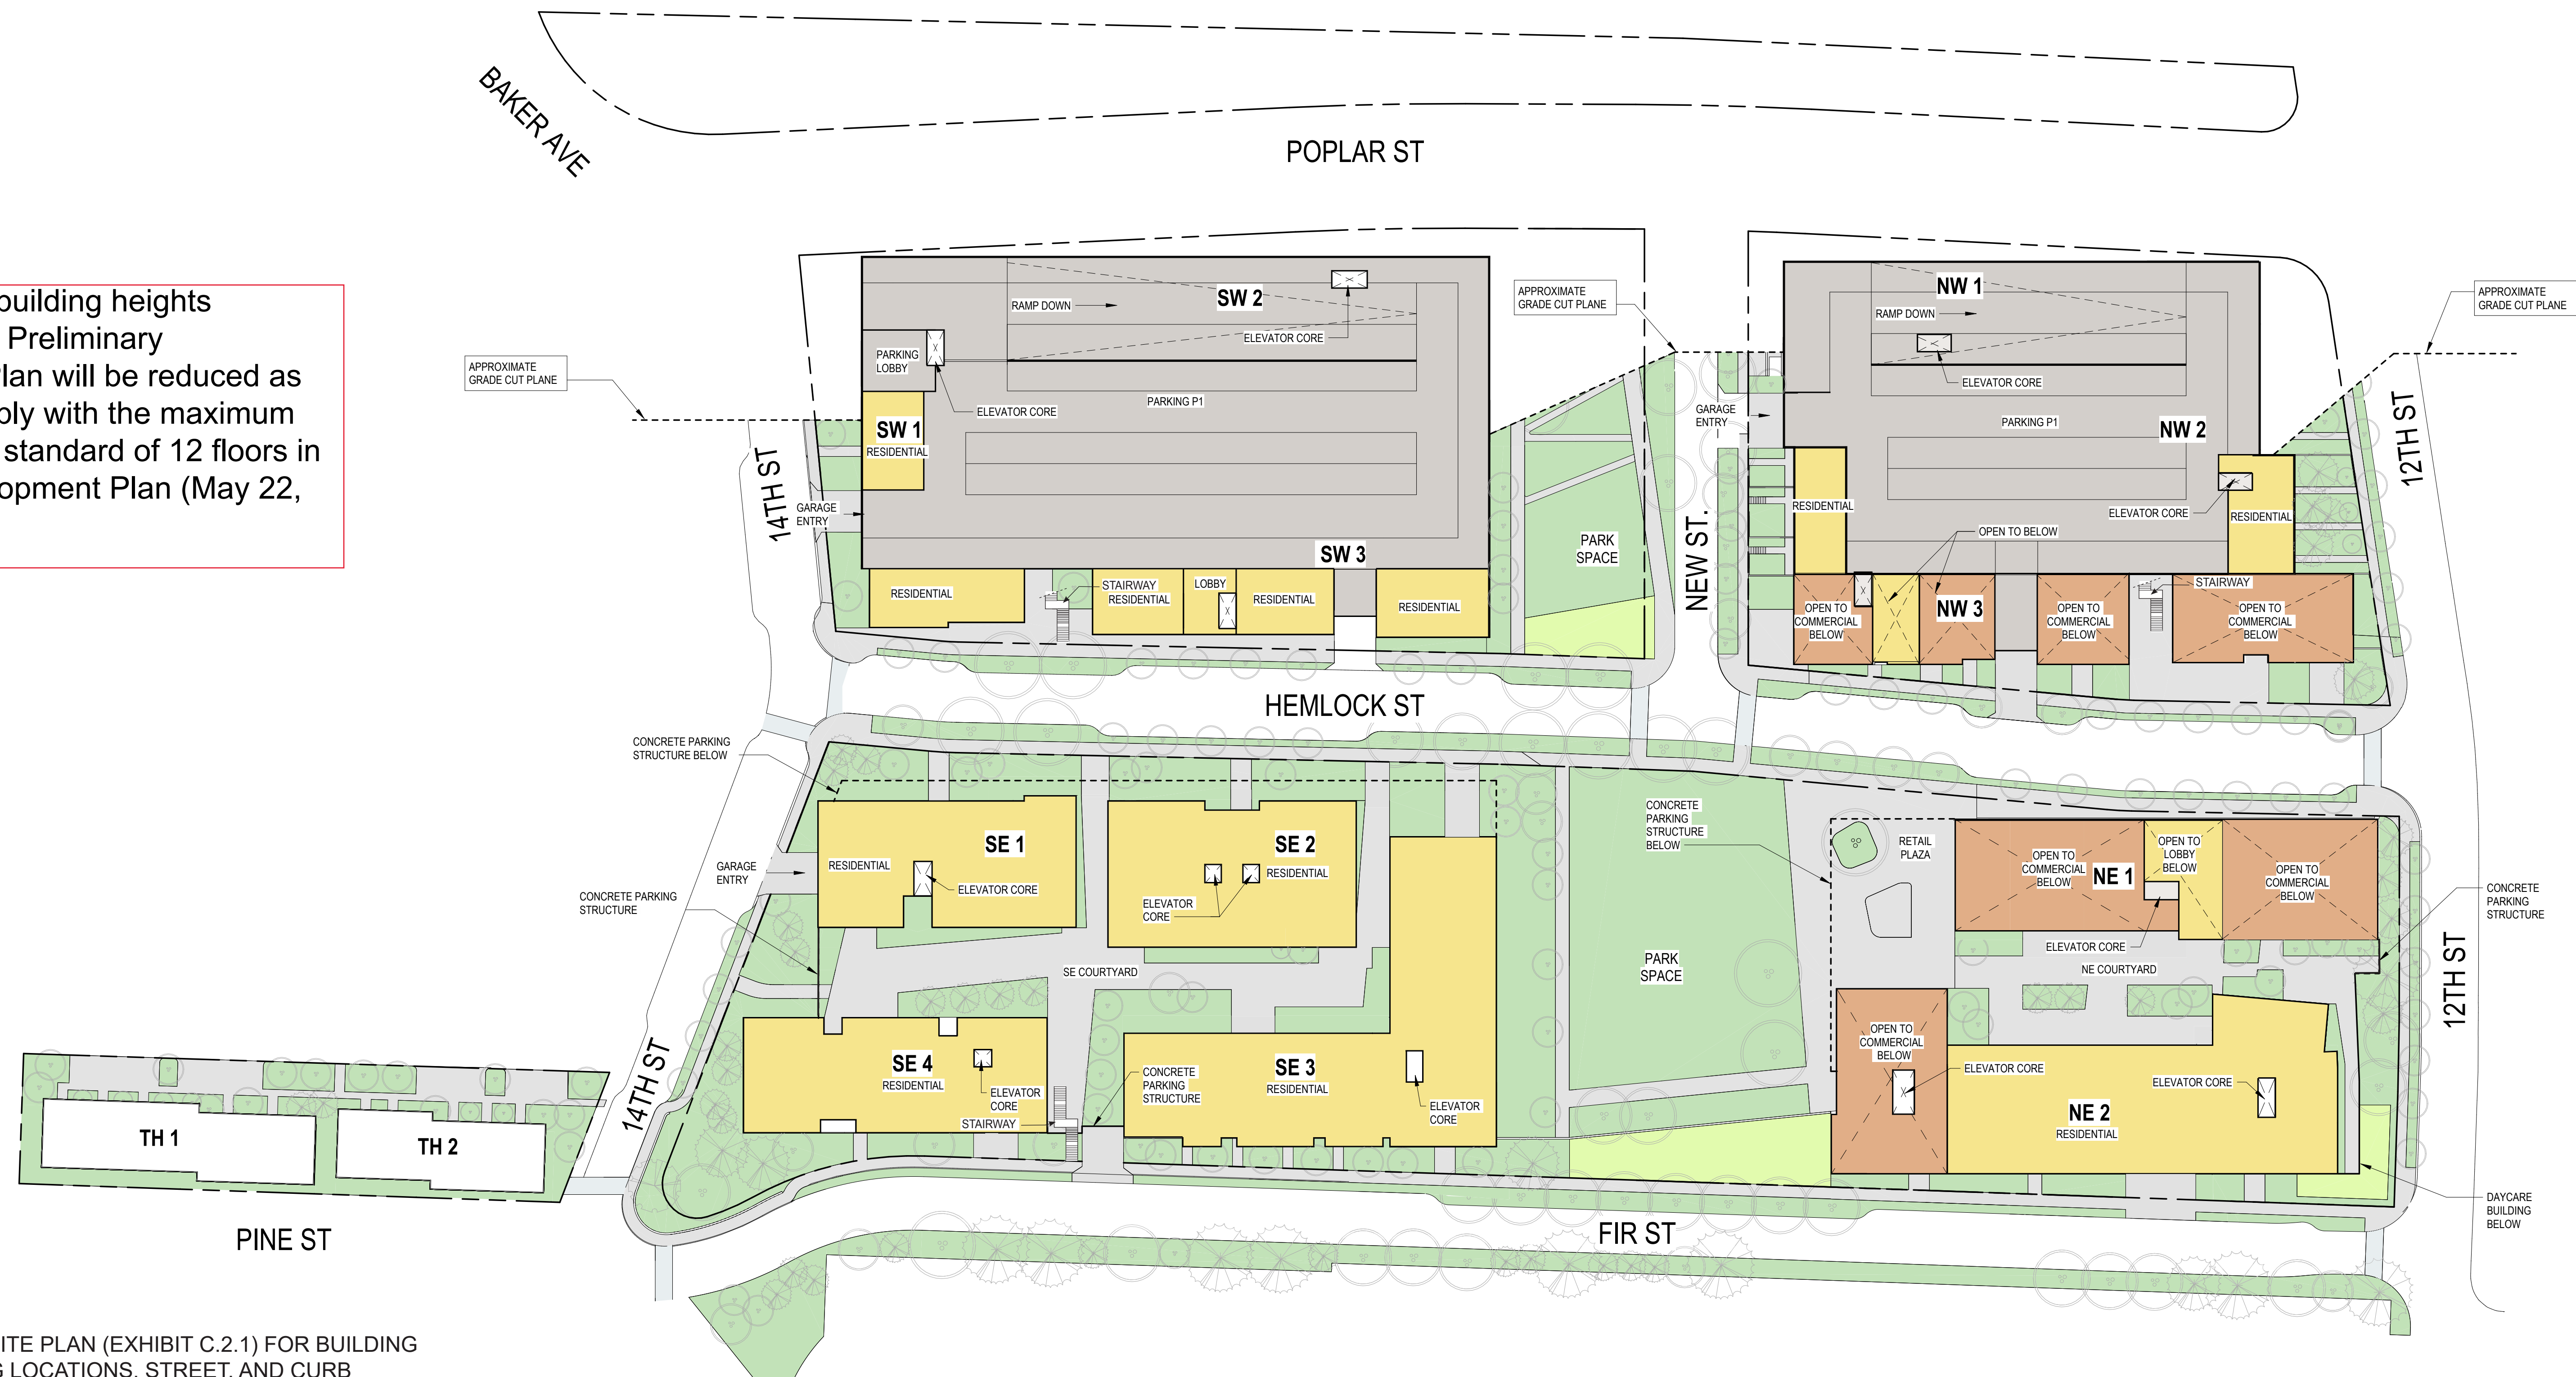 BAKER AVE
POPLAR ST
building heights
Preliminary
Plan will be reduced as
ply with the maximum
standard of 12 floors in
opment Plan (May 22,
APPROXIMATE
GRADE CUT PLANE
APPROXIMATE
GRADE CUT PLANE
APPROXIMATE
GRADE CUT PLANE
SW 2
RAMP DOWN
ELEVATOR CORE
PARKING
LOBBY
ELEVATOR CORE
PARKING P1
SW 1
RESIDENTIAL
14TH ST
GARAGE
ENTRY
SW 3
RESIDENTIAL
STAIRWAY
RESIDENTIAL
LOBBY
RESIDENTIAL
RESIDENTIAL
PARK
SPACE
NEW ST.
GARAGE
ENTRY
NW 1
RAMP DOWN
ELEVATOR CORE
PARKING P1
NW 2
RESIDENTIAL
ELEVATOR CORE
RESIDENTIAL
OPEN TO BELOW
12TH ST
OPEN TO
COMMERCIAL
BELOW
NW 3
OPEN TO
COMMERCIAL
BELOW
STAIRWAY
OPEN TO
COMMERCIAL
BELOW
HEMLOCK ST
CONCRETE PARKING
STRUCTURE BELOW
GARAGE
ENTRY
CONCRETE PARKING
STRUCTURE
SE 1
RESIDENTIAL
ELEVATOR CORE
SE 2
RESIDENTIAL
ELEVATOR
CORE
SE COURTYARD
SE 4
RESIDENTIAL
ELEVATOR
CORE
STAIRWAY
CONCRETE
PARKING
STRUCTURE
SE 3
RESIDENTIAL
ELEVATOR
CORE
PARK
SPACE
CONCRETE
PARKING
STRUCTURE
BELOW
RETAIL
PLAZA
OPEN TO
COMMERCIAL
BELOW
NE 1
OPEN TO
LOBBY
BELOW
OPEN TO
COMMERCIAL
BELOW
ELEVATOR CORE
NE COURTYARD
CONCRETE
PARKING
STRUCTURE
12TH ST
OPEN TO
COMMERCIAL
BELOW
ELEVATOR CORE
ELEVATOR CORE
NE 2
RESIDENTIAL
DAYCARE
BUILDING
BELOW
14TH ST
TH 1
TH 2
PINE ST
FIR ST
ITE PLAN (EXHIBIT C.2.1) FOR BUILDING
G LOCATIONS, STREET, AND CURB